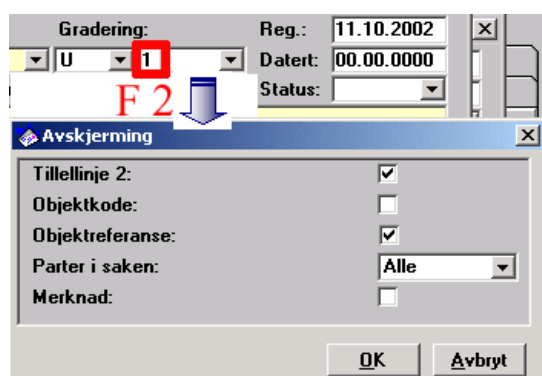 Gradering: Reg.: 11.10.2002
U 1 Datert: 00.00.0000
F 2 Status:
Avskjerming
Tillellinje 2:
Objektkode:
Objektreferanse:
Parter i saken: Alle
Merknad:
OK Avbryt